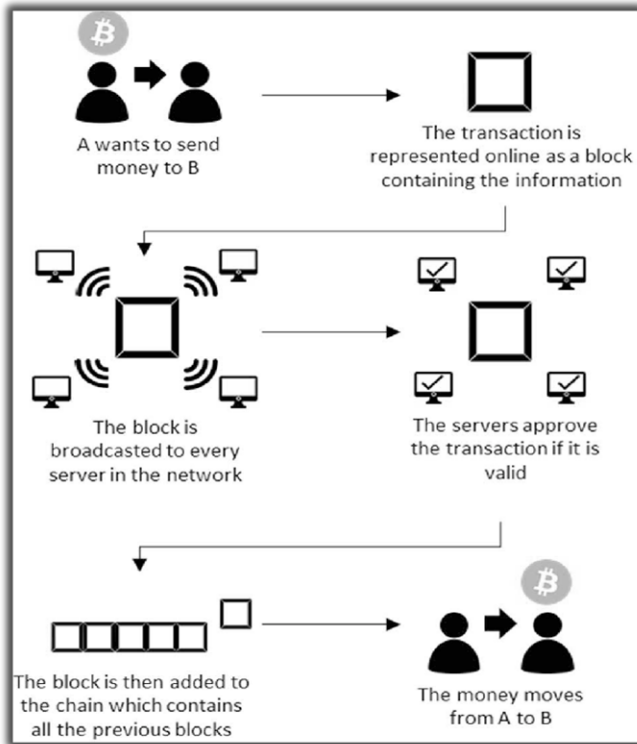 A wants to send
money to B
The transaction is
represented online as a block
containing the information
The block is
broadcasted to every
server in the network
The servers approve
the transaction if it is
valid
The block is then added to
the chain which contains
all the previous blocks
The money moves
from A to B